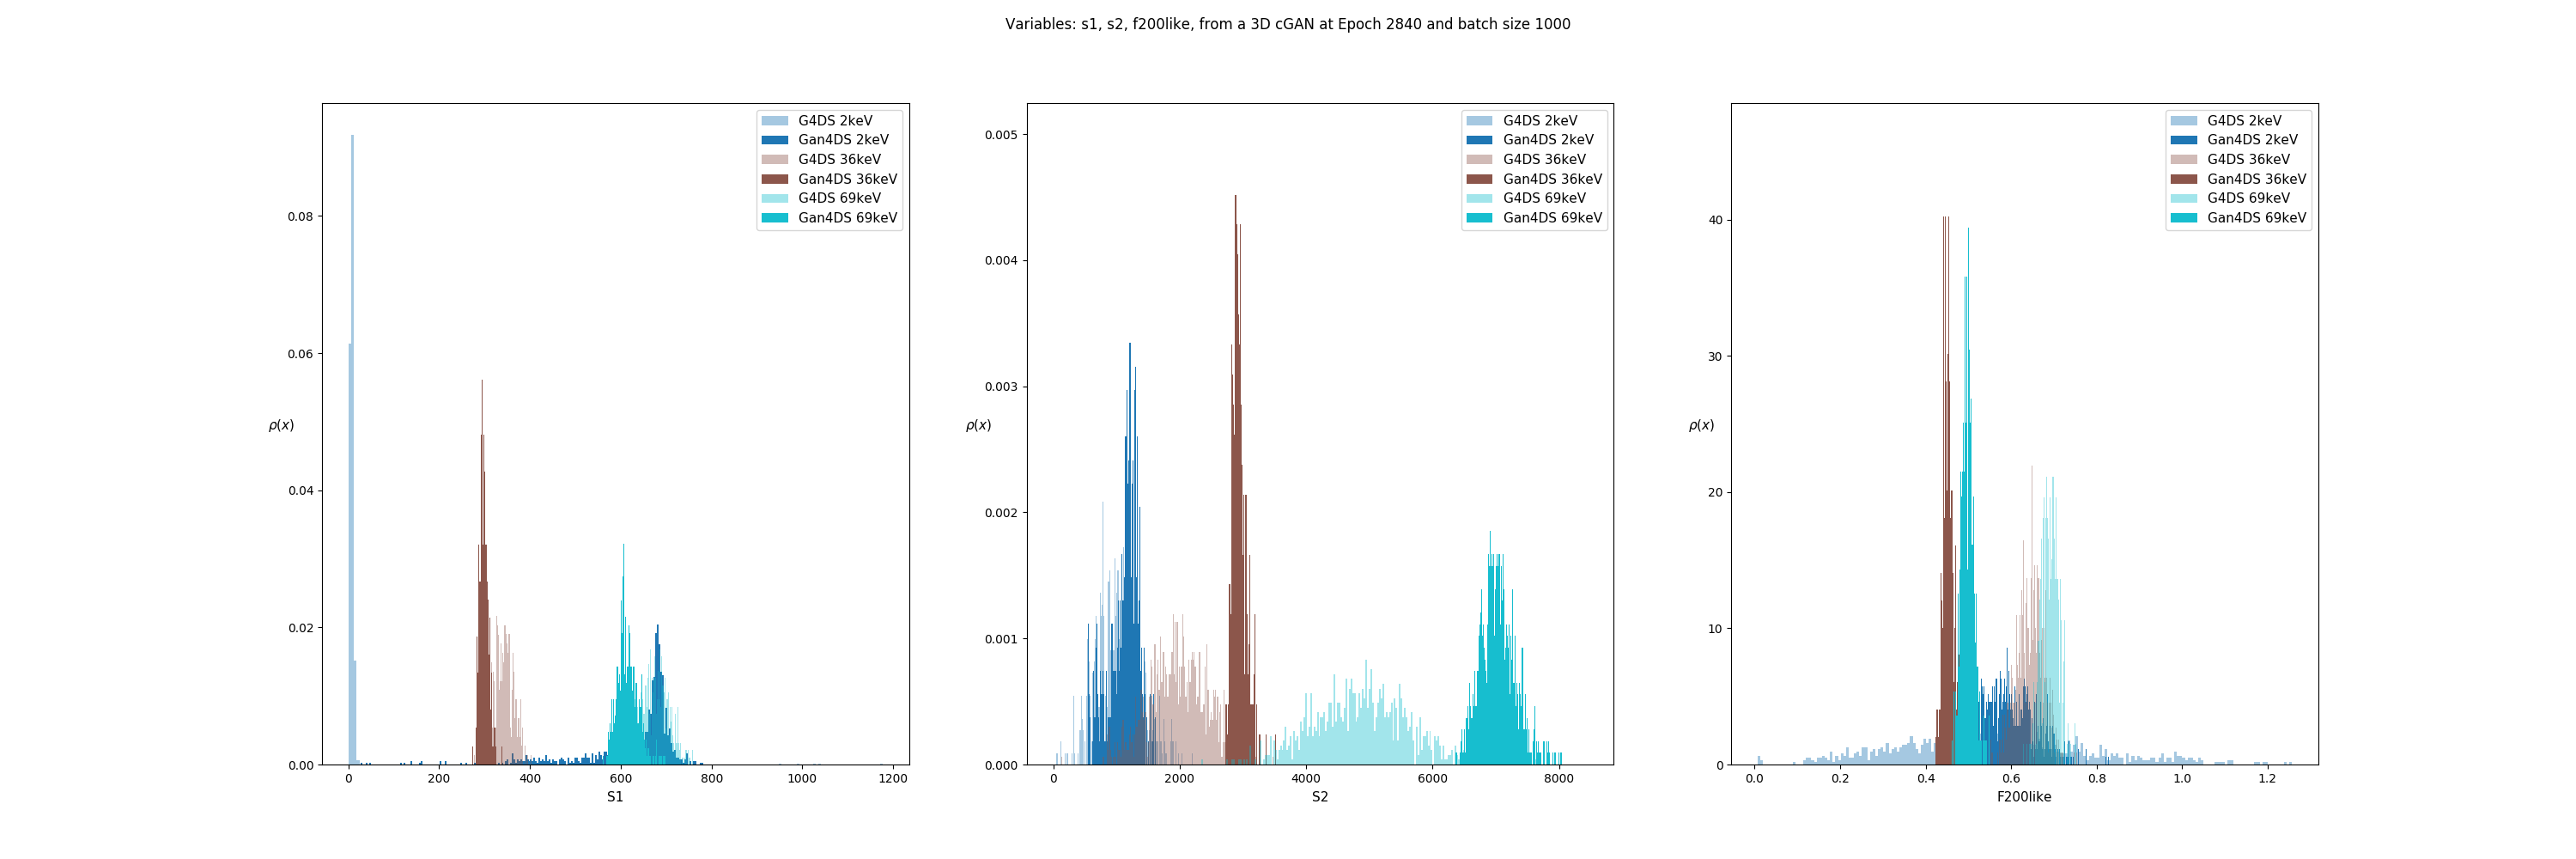 Variables: s1, s2, f200like, from a 3D cGAN at Epoch 2840 and batch size 1000
G4DS 2keV
Gan4DS 2keV
G4DS 36keV
Gan4DS 36keV
G4DS 69keV
Gan4DS 69keV
0.08
0.06
0.04
0.02
0.00
ρ(x)
0
200
400
600
800
1000
1200
S1
G4DS 2keV
Gan4DS 2keV
G4DS 36keV
Gan4DS 36keV
G4DS 69keV
Gan4DS 69keV
0.005
0.004
0.003
0.002
0.001
0.000
ρ(x)
0
2000
4000
6000
8000
S2
G4DS 2keV
Gan4DS 2keV
G4DS 36keV
Gan4DS 36keV
G4DS 69keV
Gan4DS 69keV
40
30
20
10
0
ρ(x)
0.0
0.2
0.4
0.6
0.8
1.0
1.2
F200like